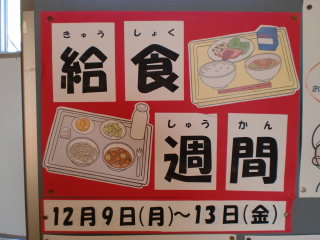 きゅう しょく
給食
しゅう かん
週間
12月9日(月)～13日(金)